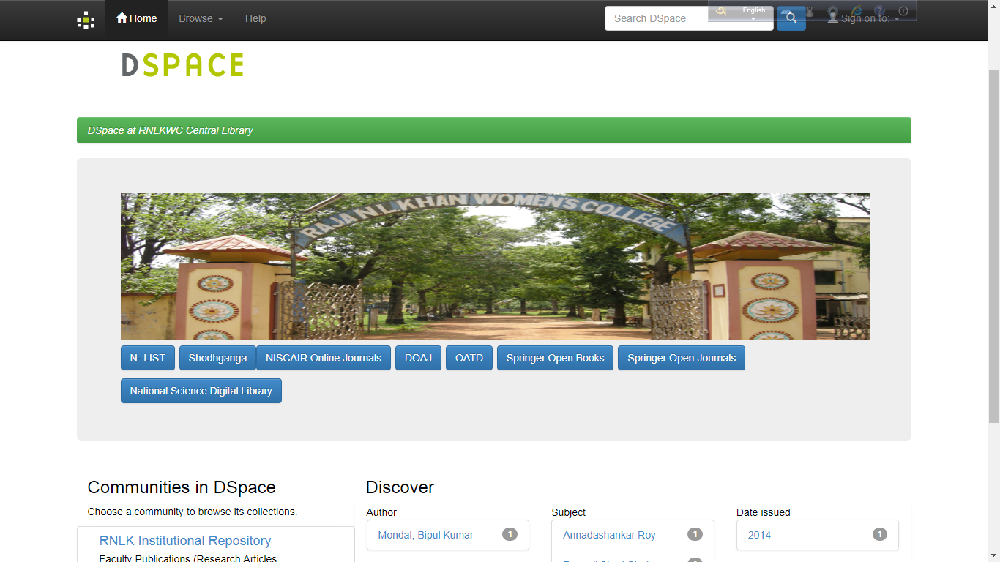 Home Browse Help Search DSpace English Sign on to:
DSPACE
DSpace at RNLKWC Central Library
RAJA N.L. KHAN WOMEN'S COLLEGE
N- LIST Shodhganga NISCAIR Online Journals DOAJ OATD Springer Open Books Springer Open Journals
National Science Digital Library
Communities in DSpace
Choose a community to browse its collections.
RNLK Institutional Repository
Faculty Publications (Research Articles
Discover
Author
Mondal, Bipul Kumar 1
Subject
Annadashankar Roy 1
Date issued
2014 1